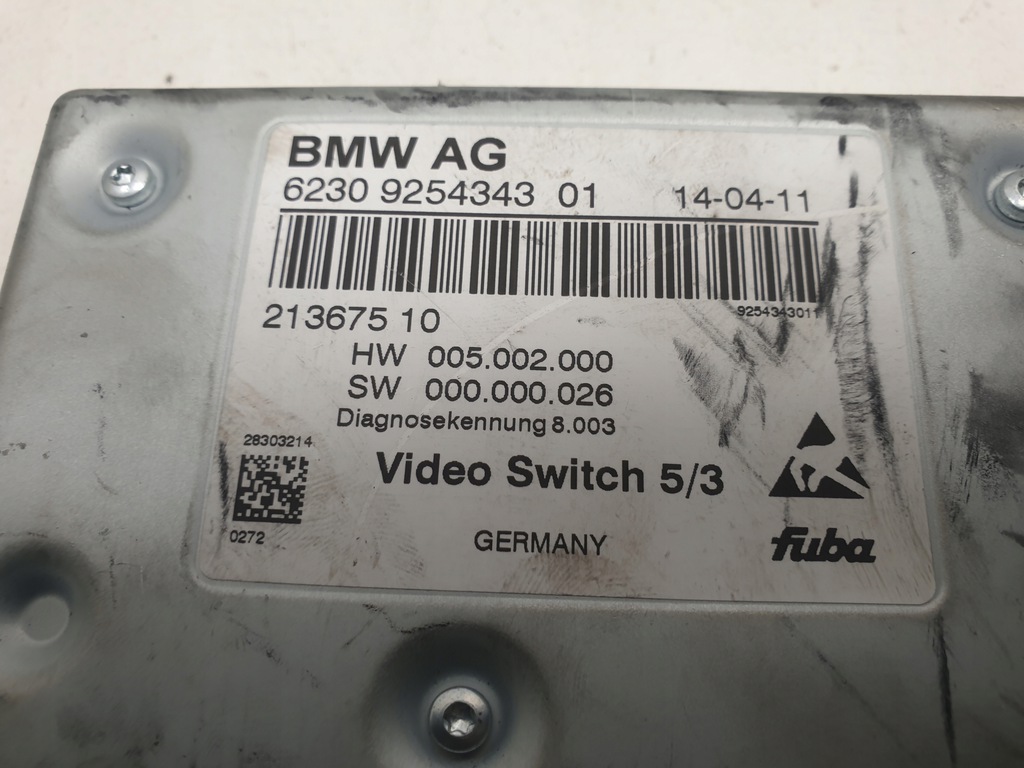 BMW AG
6230 9254343 01 14-04-11
9254343011
213675 10
HW 005.002.000
SW 000.000.026
Diagnosekennung 8.003
28303214
Video Switch 5/3
0272
GERMANY
fuba